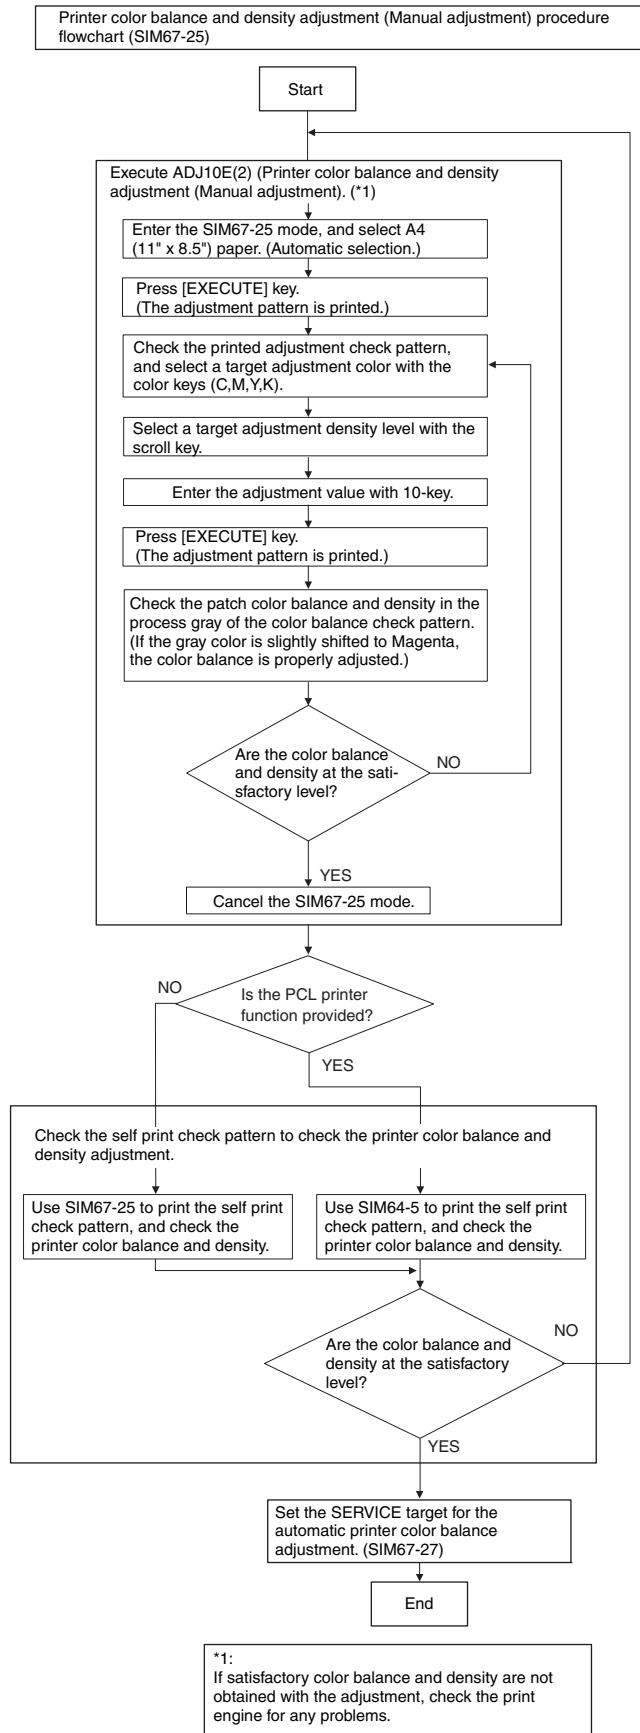 Printer color balance and density adjustment (Manual adjustment) procedure
flowchart (SIM67-25)
Start
Execute ADJ10E(2) (Printer color balance and density
adjustment (Manual adjustment). (*1)
Enter the SIM67-25 mode, and select A4
(11" x 8.5") paper. (Automatic selection.)
Press [EXECUTE] key.
(The adjustment pattern is printed.)
Check the printed adjustment check pattern,
and select a target adjustment color with the
color keys (C,M,Y,K).
Select a target adjustment density level with the
scroll key.
Enter the adjustment value with 10-key.
Press [EXECUTE] key.
(The adjustment pattern is printed.)
Check the patch color balance and density in the
process gray of the color balance check pattern.
(If the gray color is slightly shifted to Magenta,
the color balance is properly adjusted.)
Are the color balance
and density at the sati-
sfactory level?
NO
YES
Cancel the SIM67-25 mode.
Is the PCL printer
function provided?
NO
YES
Check the self print check pattern to check the printer color balance and
density adjustment.
Use SIM67-25 to print the self print
check pattern, and check the
printer color balance and density.
Use SIM64-5 to print the self print
check pattern, and check the
printer color balance and density.
Are the color balance and
density at the satisfactory
level?
NO
YES
Set the SERVICE target for the
automatic printer color balance
adjustment. (SIM67-27)
End
*1:
If satisfactory color balance and density are not
obtained with the adjustment, check the print
engine for any problems.